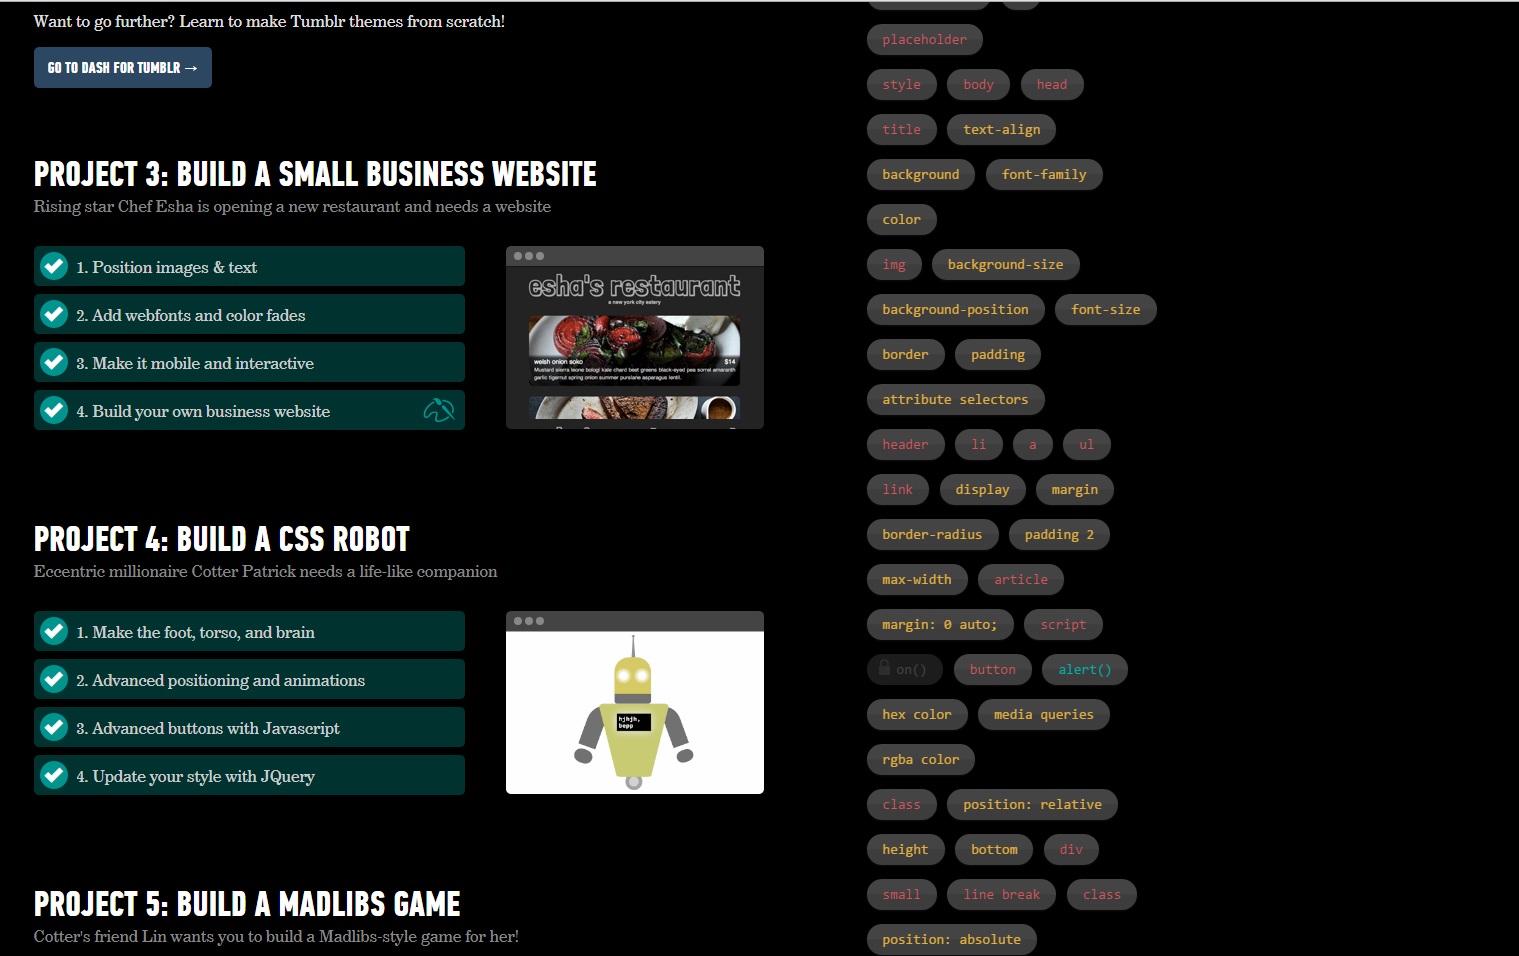 Want to go further? Learn to make Tumblr themes from scratch!
GO TO DASH FOR TUMBLR →
PROJECT 3: BUILD A SMALL BUSINESS WEBSITE
Rising star Chef Esha is opening a new restaurant and needs a website
1. Position images & text
2. Add webfonts and color fades
3. Make it mobile and interactive
4. Build your own business website
esha's restaurant
a new york city eatery
welsh onion soko $14
Mustard sierra leone bologi kale chard beet greens black-eyed pea sorrel amaranth
garlic tigernut spring onion summer purslane asparagus lentil.
PROJECT 4: BUILD A CSS ROBOT
Eccentric millionaire Cotter Patrick needs a life-like companion
1. Make the foot, torso, and brain
2. Advanced positioning and animations
3. Advanced buttons with Javascript
4. Update your style with JQuery
hjhjh,
bepp
PROJECT 5: BUILD A MADLIBS GAME
Cotter's friend Lin wants you to build a Madlibs-style game for her!
placeholder
style body head
title text-align
background font-family
color
img background-size
background-position font-size
border padding
attribute selectors
header li a ul
link display margin
border-radius padding 2
max-width article
margin: 0 auto; script
on() button alert()
hex color media queries
rgba color
class position: relative
height bottom div
small line break class
position: absolute